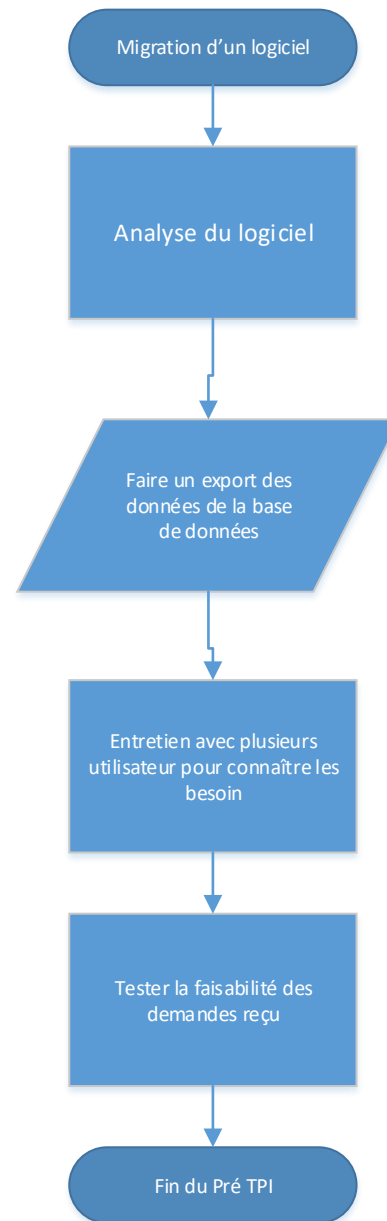 Migration d’un logiciel
Analyse du logiciel
Faire un export des
données de la base
de données
Entretien avec plusieurs
utilisateur pour connaître les
besoin
Tester la faisabilité des
demandes reçu
Fin du Pré TPI